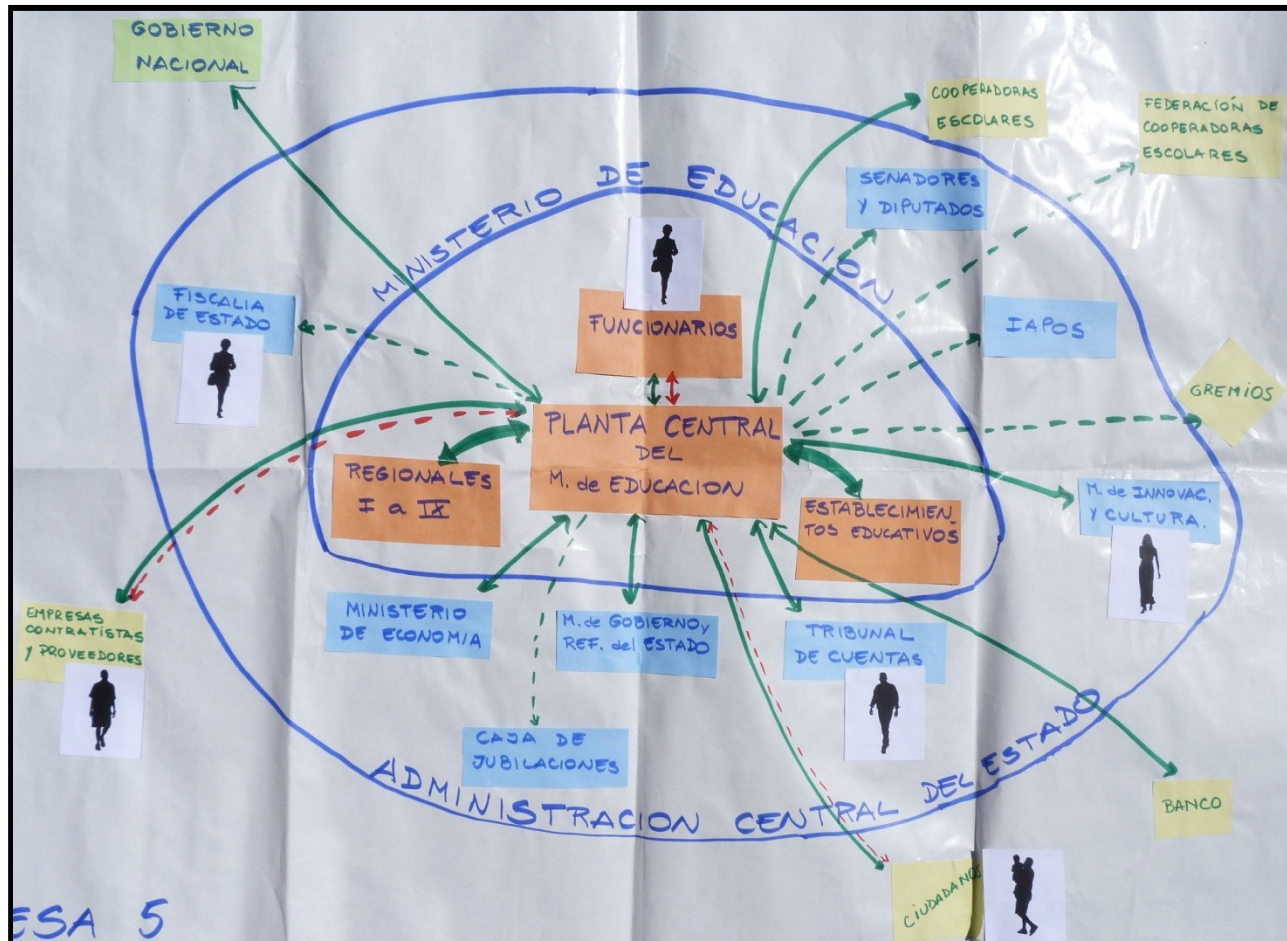 GOBIERNO
NACIONAL
COOPERADORAS
ESCOLARES
FEDERACIÓN DE
COOPERADORAS
ESCOLARES
MINISTERIO DE EDUCACION
SENADORES
Y DIPUTADOS
FISCALIA
DE ESTADO
FUNCIONARIOS
IAPOS
GREMIOS
PLANTA CENTRAL
DEL
M. de EDUCACION
REGIONALES
I a IX
ESTABLECIMIEN-
TOS EDUCATIVOS
M. de INNOVAC.
Y CULTURA.
EMPRESAS
CONTRATISTAS
y PROVEEDORES
MINISTERIO
DE ECONOMIA
M. de GOBIERNO y
REF. del ESTADO
TRIBUNAL
DE CUENTAS
CAJA DE
JUBILACIONES
ADMINISTRACION CENTRAL DEL ESTADO
BANCO
CIUDADANOS
ESA 5